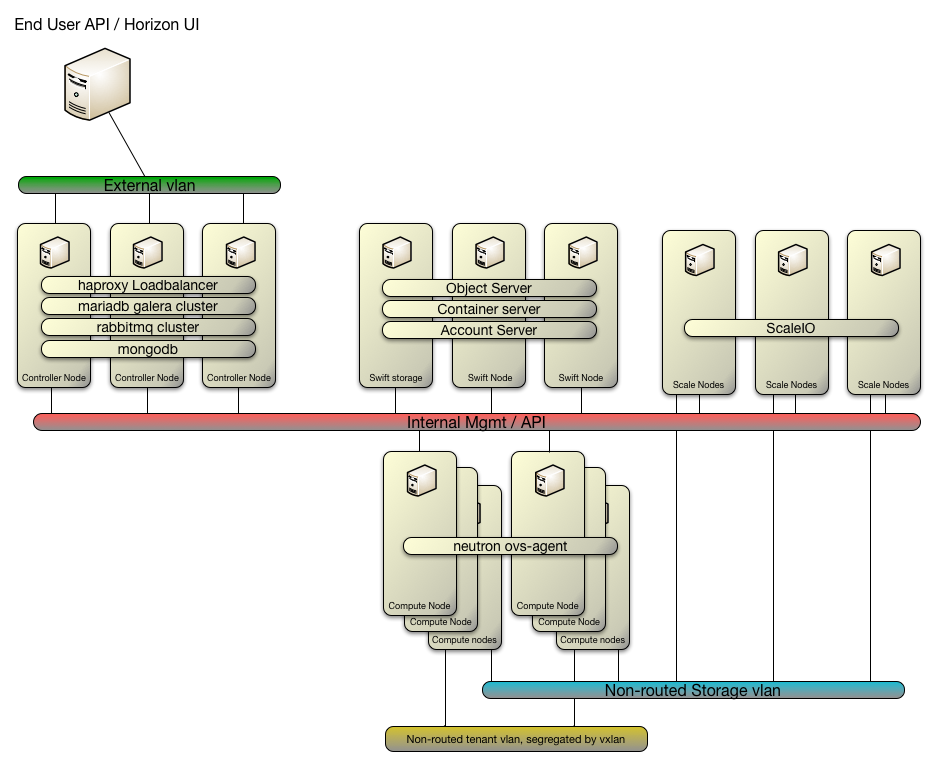 End User API / Horizon UI
External vlan
haproxy Loadbalancer
mariadb galera cluster
rabbitmq cluster
mongodb
Controller Node
Controller Node
Controller Node
Object Server
Container server
Account Server
Swift storage
Swift Node
Swift Node
ScaleIO
Scale Nodes
Scale Nodes
Scale Nodes
Internal Mgmt / API
neutron ovs-agent
Compute Node
Compute Node
Compute nodes
Compute Node
Compute Node
Compute nodes
Non-routed Storage vlan
Non-routed tenant vlan, segregated by vxlan